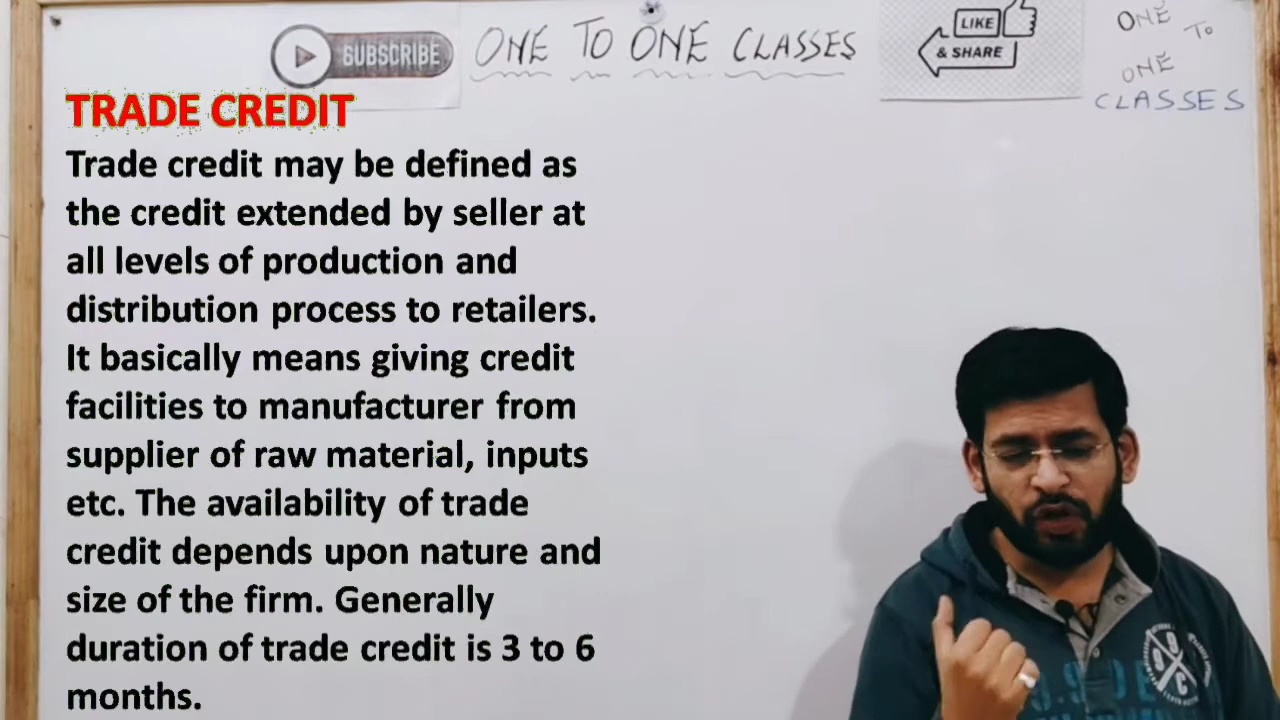 SUBSCRIBE
ONE TO ONE CLASSES
LIKE
& SHARE
ONE
TO
ONE
CLASSES
TRADE CREDIT
Trade credit may be defined as
the credit extended by seller at
all levels of production and
distribution process to retailers.
It basically means giving credit
facilities to manufacturer from
supplier of raw material, inputs
etc. The availability of trade
credit depends upon nature and
size of the firm. Generally
duration of trade credit is 3 to 6
months.